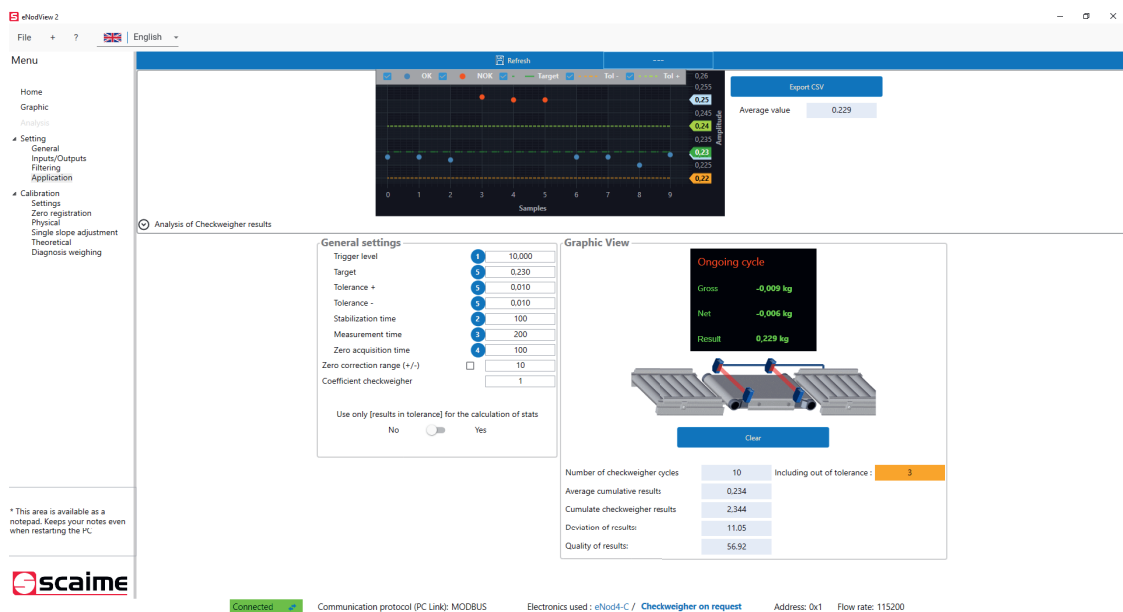 eNodView 2
File + ? English
Menu
Refresh ---
Home
Graphic
Analysis
Setting
General
Inputs/Outputs
Filtering
Application
Calibration
Settings
Zero registration
Physical
Single slope adjustment
Theoretical
Diagnosis weighing
OK NOK - Target Tol - Tol +
0,26
0,255
0,25
0,245
0,24
0,235
0,23
0,225
0,22
Amplitude
0 1 2 3 4 5 6 7 8 9
Samples
Export CSV
Average value 0.229
Analysis of Checkweigher results
General settings
Trigger level 1 10,000
Target 5 0,230
Tolerance + 5 0,010
Tolerance - 5 0,010
Stabilization time 2 100
Measurement time 3 200
Zero acquisition time 4 100
Zero correction range (+/-) 10
Coefficient checkweigher 1
Use only [results in tolerance] for the calculation of stats
No Yes
Graphic View
Ongoing cycle
Gross -0,009 kg
Net -0,006 kg
Result 0,229 kg
Clear
Number of checkweigher cycles 10 Including out of tolerance : 3
Average cumulative results 0,234
Cumulate checkweigher results 2,344
Deviation of results: 11.05
Quality of results: 56.92
* This area is available as a
notepad. Keeps your notes even
when restarting the PC
scaime
Connected Communication protocol (PC Link): MODBUS Electronics used : eNod4-C / Checkweigher on request Address: 0x1 Flow rate: 115200